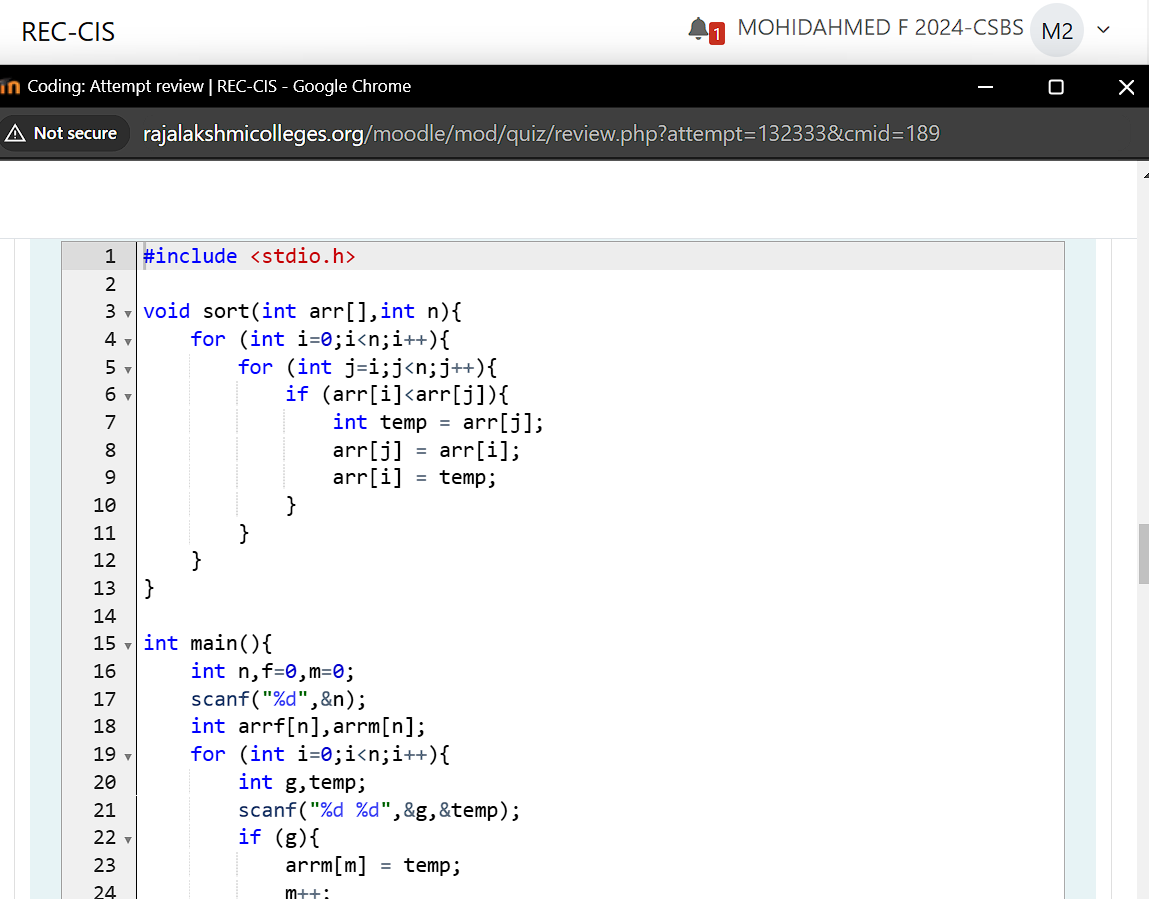 REC-CIS
1 MOHIDAHMED F 2024-CSBS M2
Coding: Attempt review | REC-CIS - Google Chrome
Not secure rajalakshmicolleges.org/moodle/mod/quiz/review.php?attempt=132333&cmid=189
1 #include <stdio.h>
2
3 void sort(int arr[],int n){
4     for (int i=0;i<n;i++){
5         for (int j=i;j<n;j++){
6             if (arr[i]<arr[j]){
7                 int temp = arr[j];
8                 arr[j] = arr[i];
9                 arr[i] = temp;
10             }
11         }
12     }
13 }
14
15 int main(){
16     int n,f=0,m=0;
17     scanf("%d",&n);
18     int arrf[n],arrm[n];
19     for (int i=0;i<n;i++){
20         int g,temp;
21         scanf("%d %d",&g,&temp);
22         if (g){
23             arrm[m] = temp;
24             m++;